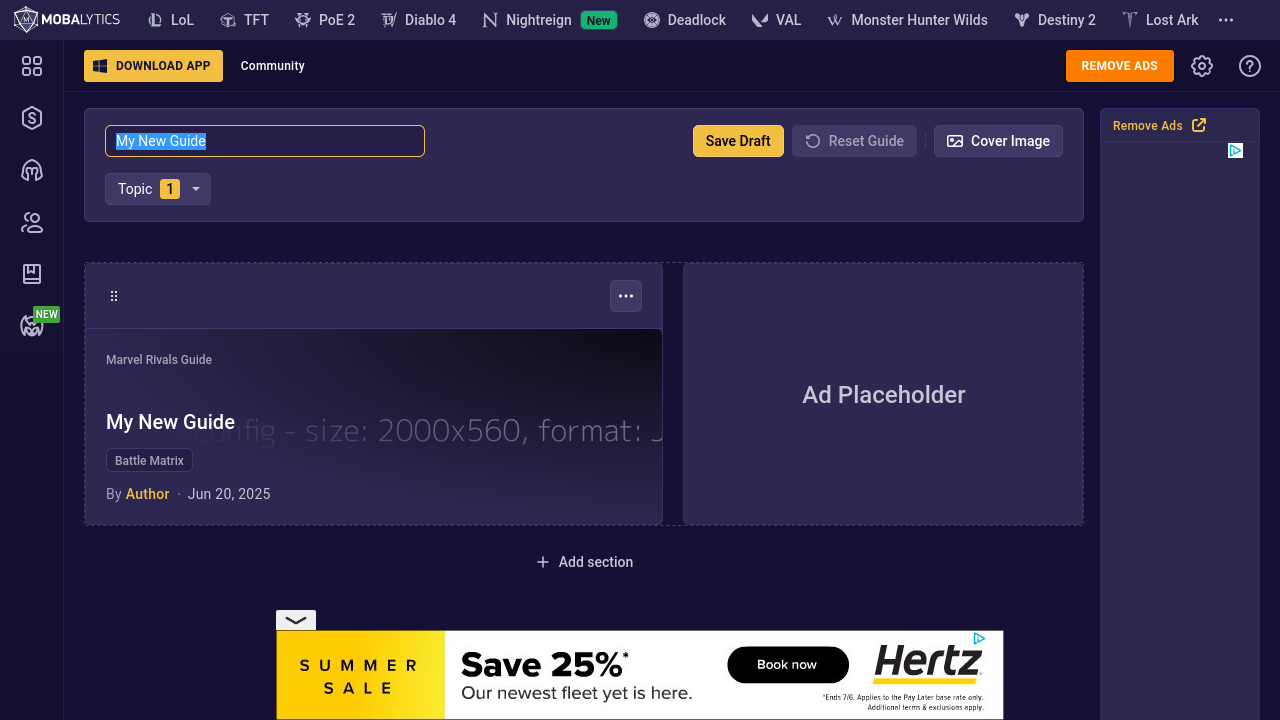 MOBALYTICS
LoL
TFT
PoE 2
Diablo 4
Nightreign
New
Deadlock
VAL
Monster Hunter Wilds
Destiny 2
Lost Ark
DOWNLOAD APP
Community
REMOVE ADS
My New Guide
Save Draft
Reset Guide
Cover Image
Remove Ads
Topic 1
NEW
Marvel Rivals Guide
Ad Placeholder
My New Guide
config - size: 2000x560, format: J
Battle Matrix
By Author · Jun 20, 2025
Add section
SUMMER
SALE
Save 25%*
Our newest fleet yet is here.
Book now
Hertz
*Ends 7/6. Applies to the Pay Later base rate only.
Additional terms & exclusions apply.